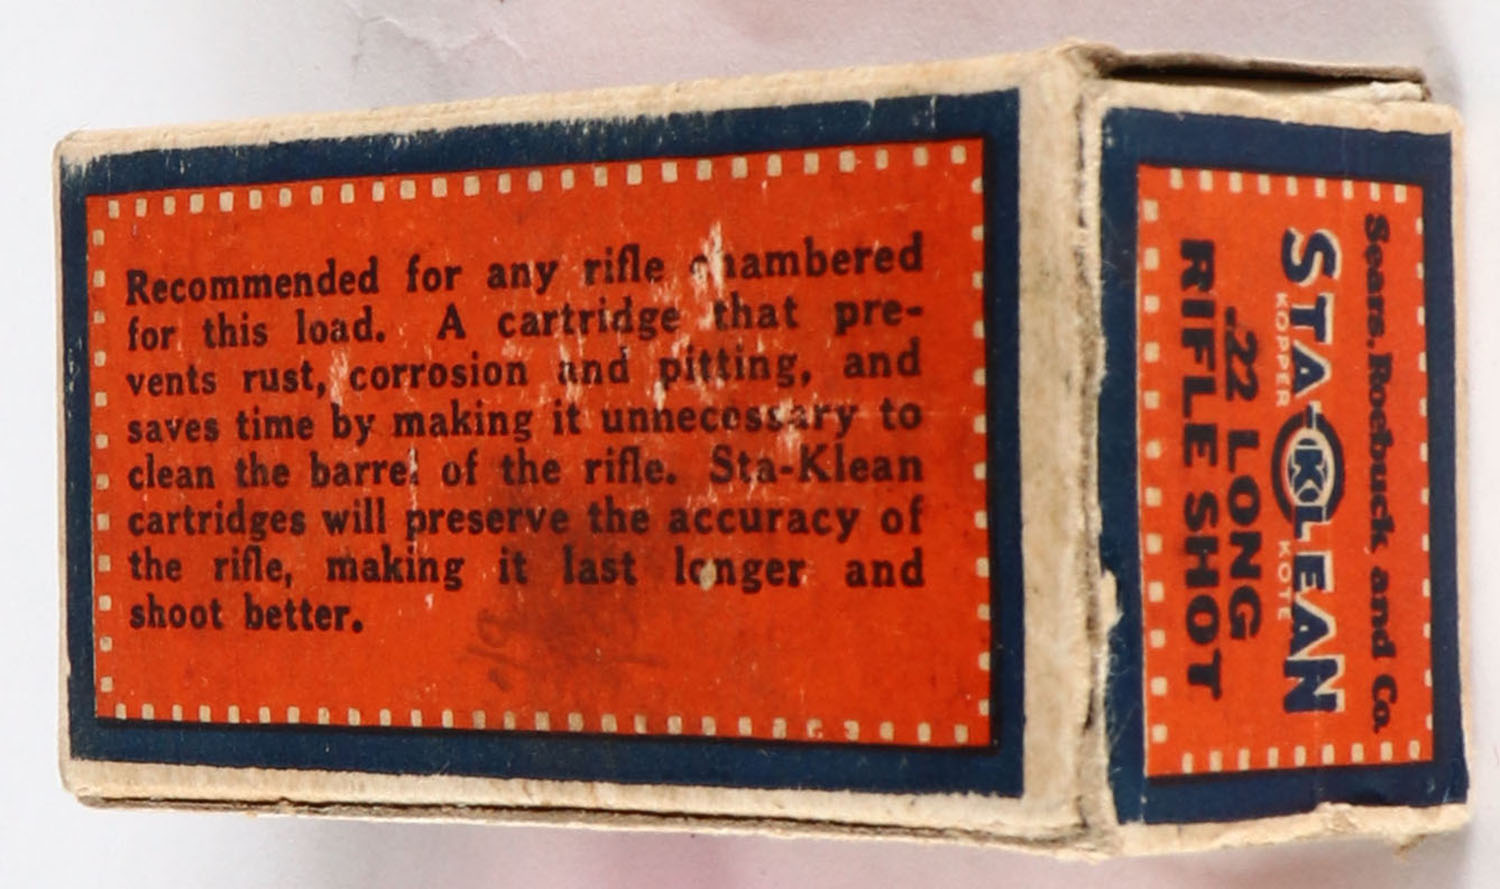 Recommended for any rifle chambered
for this load. A cartridge that pre-
vents rust, corrosion and pitting, and
saves time by making it unnecessary to
clean the barrel of the rifle. Sta-Klean
cartridges will preserve the accuracy of
the rifle, making it last longer and
shoot better.
Sears, Roebuck and Co.
STA-KLEAN
KOPPER KOTE
.22 LONG
RIFLE SHOT